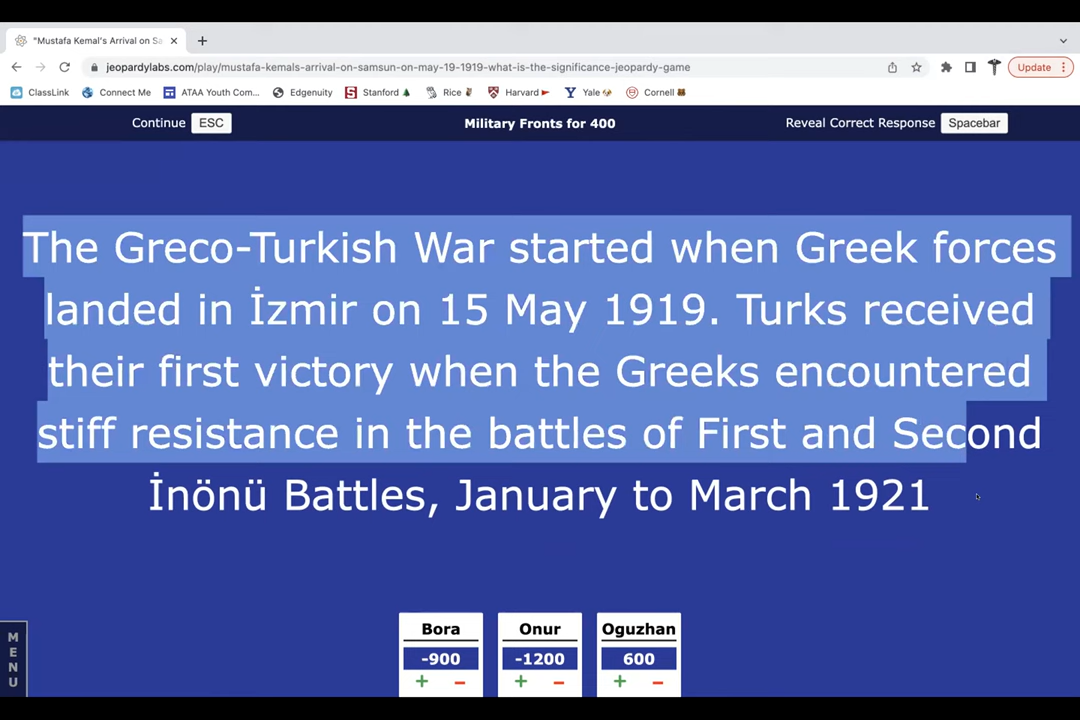 "Mustafa Kemal's Arrival on Sa
jeopardylabs.com/play/mustafa-kemals-arrival-on-samsun-on-may-19-1919-what-is-the-significance-jeopardy-game
Update
ClassLink Connect Me ATAA Youth Com... Edgenuity Stanford Rice Harvard Yale Cornell
Continue ESC Military Fronts for 400 Reveal Correct Response Spacebar
The Greco-Turkish War started when Greek forces
landed in İzmir on 15 May 1919. Turks received
their first victory when the Greeks encountered
stiff resistance in the battles of First and Second
İnönü Battles, January to March 1921
Bora Onur Oguzhan
-900 -1200 600
+ − + − + −
MENU